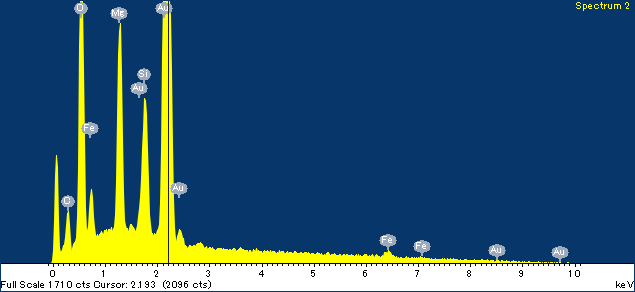 Spectrum 2
O Mg Au
Si
Au
Fe
Au
Fe Fe Au Au
0 1 2 3 4 5 6 7 8 9 10
Full Scale 1710 cts Cursor: 2.193 (2096 cts) keV